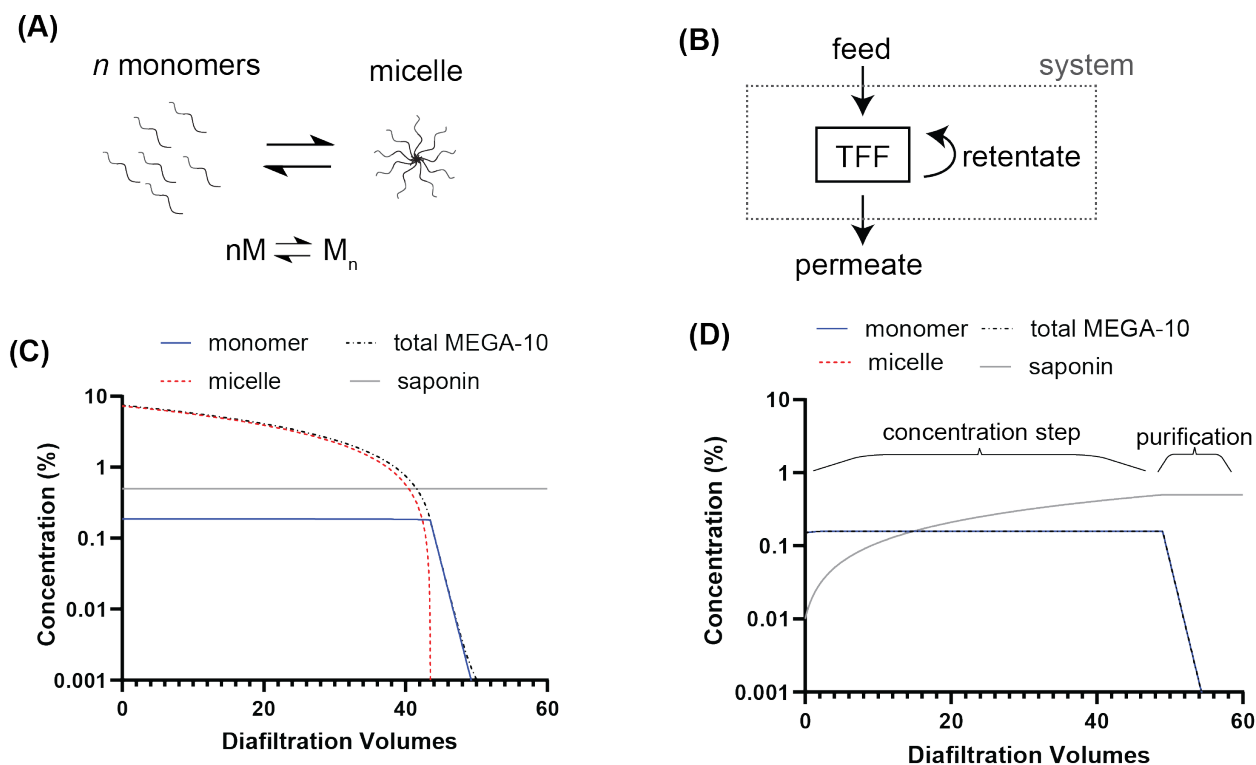 (A)
n monomers
micelle
nM ⇌ Mn
(B)
feed
system
TFF
retentate
permeate
(C)
monomer
total MEGA-10
micelle
saponin
Concentration (%)
10
1
0.1
0.01
0.001
0
20
40
60
Diafiltration Volumes
(D)
monomer
total MEGA-10
micelle
saponin
concentration step
purification
Concentration (%)
10
1
0.1
0.01
0.001
0
20
40
60
Diafiltration Volumes